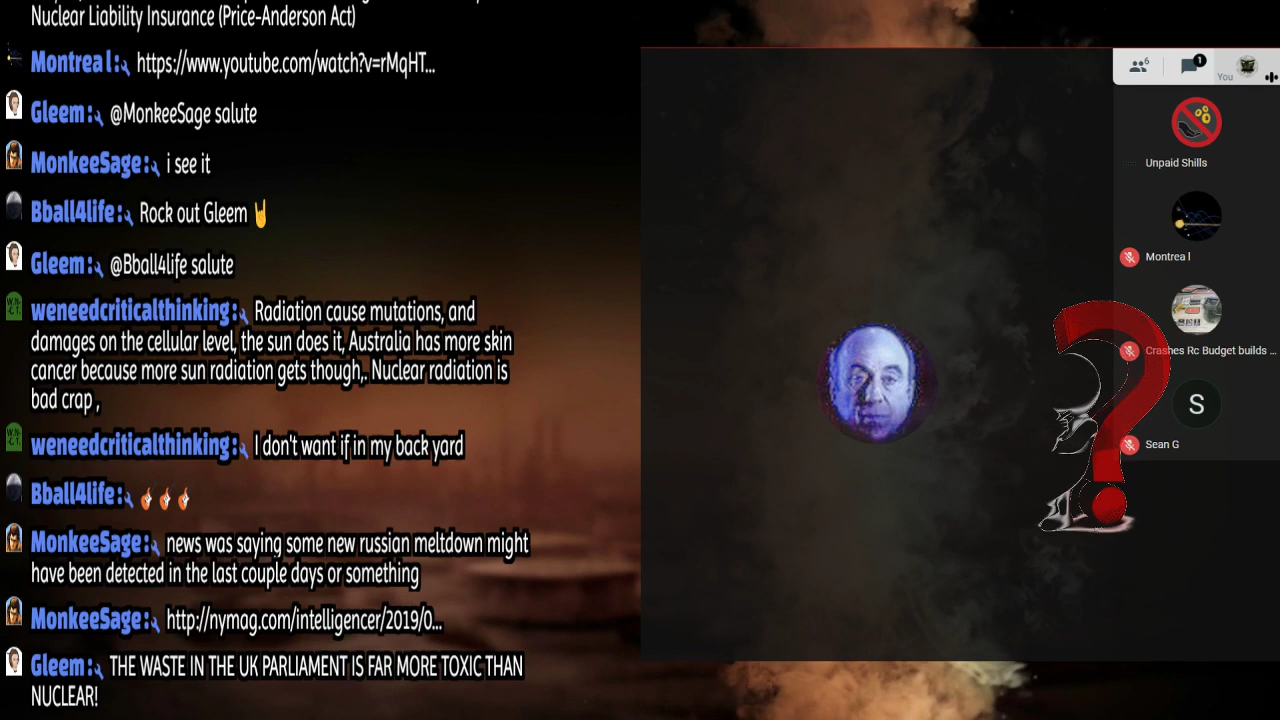 Nuclear Liability Insurance (Price-Anderson Act)
Montrea l: https://www.youtube.com/watch?v=rMqHT...
Gleem: @MonkeeSage salute
MonkeeSage: i see it
Bball4life: Rock out Gleem 🤘
Gleem: @Bball4life salute
weneedcriticalthinking: Radiation cause mutations, and
damages on the cellular level, the sun does it, Australia has more skin
cancer because more sun radiation gets though,. Nuclear radiation is
bad crap ,
weneedcriticalthinking: I don't want if in my back yard
Bball4life:
MonkeeSage: news was saying some new russian meltdown might
have been detected in the last couple days or something
MonkeeSage: http://nymag.com/intelligencer/2019/0...
Gleem: THE WASTE IN THE UK PARLIAMENT IS FAR MORE TOXIC THAN
NUCLEAR!
6
1
You
Unpaid Shills
Montrea l
Crashes Rc Budget builds ...
S
Sean G
?